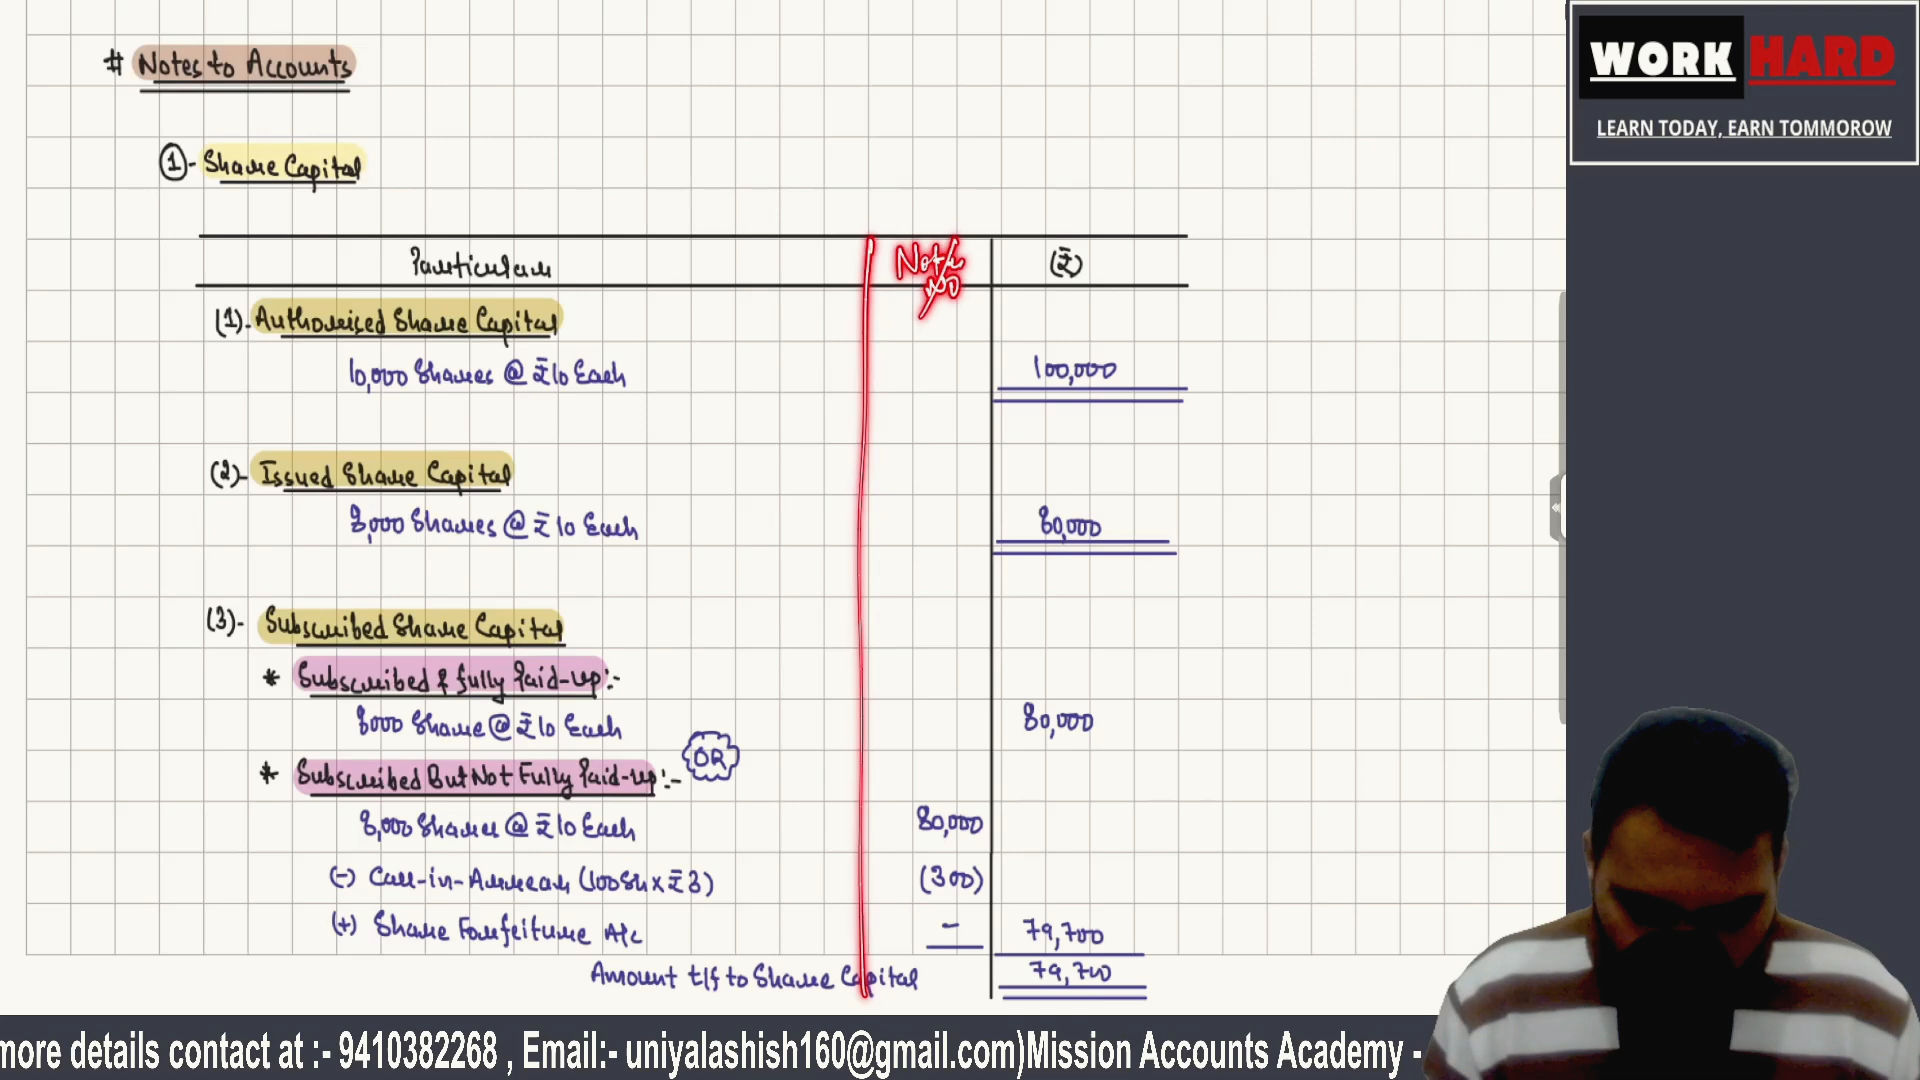 # Notes to Accounts
WORK HARD
LEARN TODAY, EARN TOMMOROW
①- Share Capital
Particulars Note No (₹)
(1)- Authorised Share Capital
10,000 Shares @ ₹10 Each 100,000
(2)- Issued Share Capital
8,000 Shares @ ₹10 Each 80,000
(3)- Subscribed Share Capital
* Subscribed & fully Paid-up:-
8000 Share @ ₹10 Each 80,000
OR
* Subscribed But Not Fully Paid-up:-
8,000 Shares @ ₹10 Each 80,000
(-) Call-in-Arrears (100Sh x ₹3) (300)
(+) Share Forfeiture A/c - 79,700
Amount t/f to Share Capital 79,700
more details contact at :- 9410382268 , Email:- uniyalashish160@gmail.com)Mission Accounts Academy -